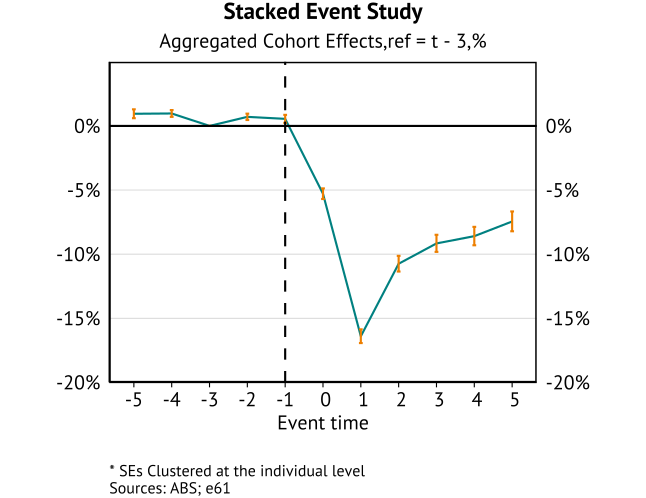 Stacked Event Study
Aggregated Cohort Effects,ref = t - 3,%
0% 0%
-5% -5%
-10% -10%
-15% -15%
-20% -20%
-5 -4 -3 -2 -1 0 1 2 3 4 5
Event time
* SEs Clustered at the individual level
Sources: ABS; e61